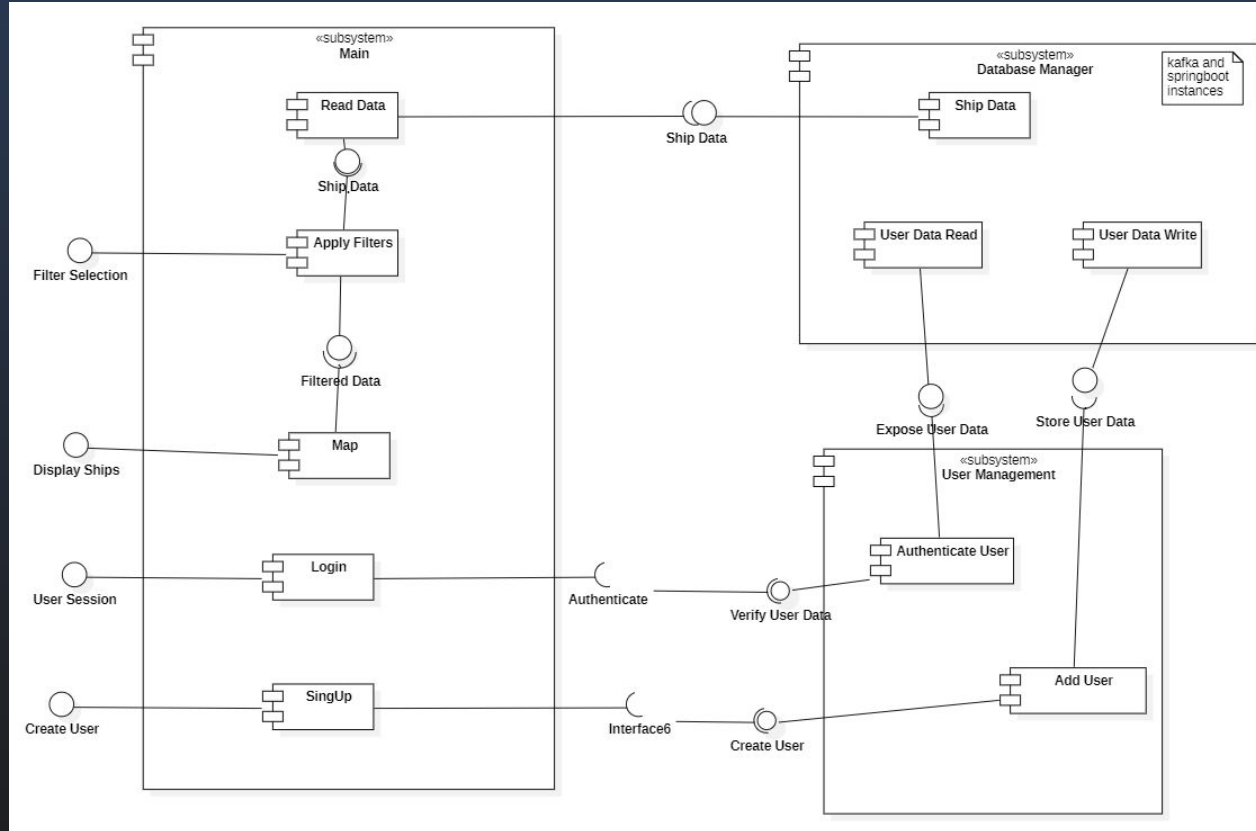 «subsystem»
Main
«subsystem»
Database Manager
kafka and
springboot
instances
Read Data
Ship Data
Ship Data
Ship Data
User Data Read
User Data Write
Apply Filters
Filter Selection
Filtered Data
Expose User Data
Store User Data
Map
Display Ships
«subsystem»
User Management
Authenticate User
Login
User Session
Authenticate
Verify User Data
Add User
SingUp
Create User
Interface6
Create User